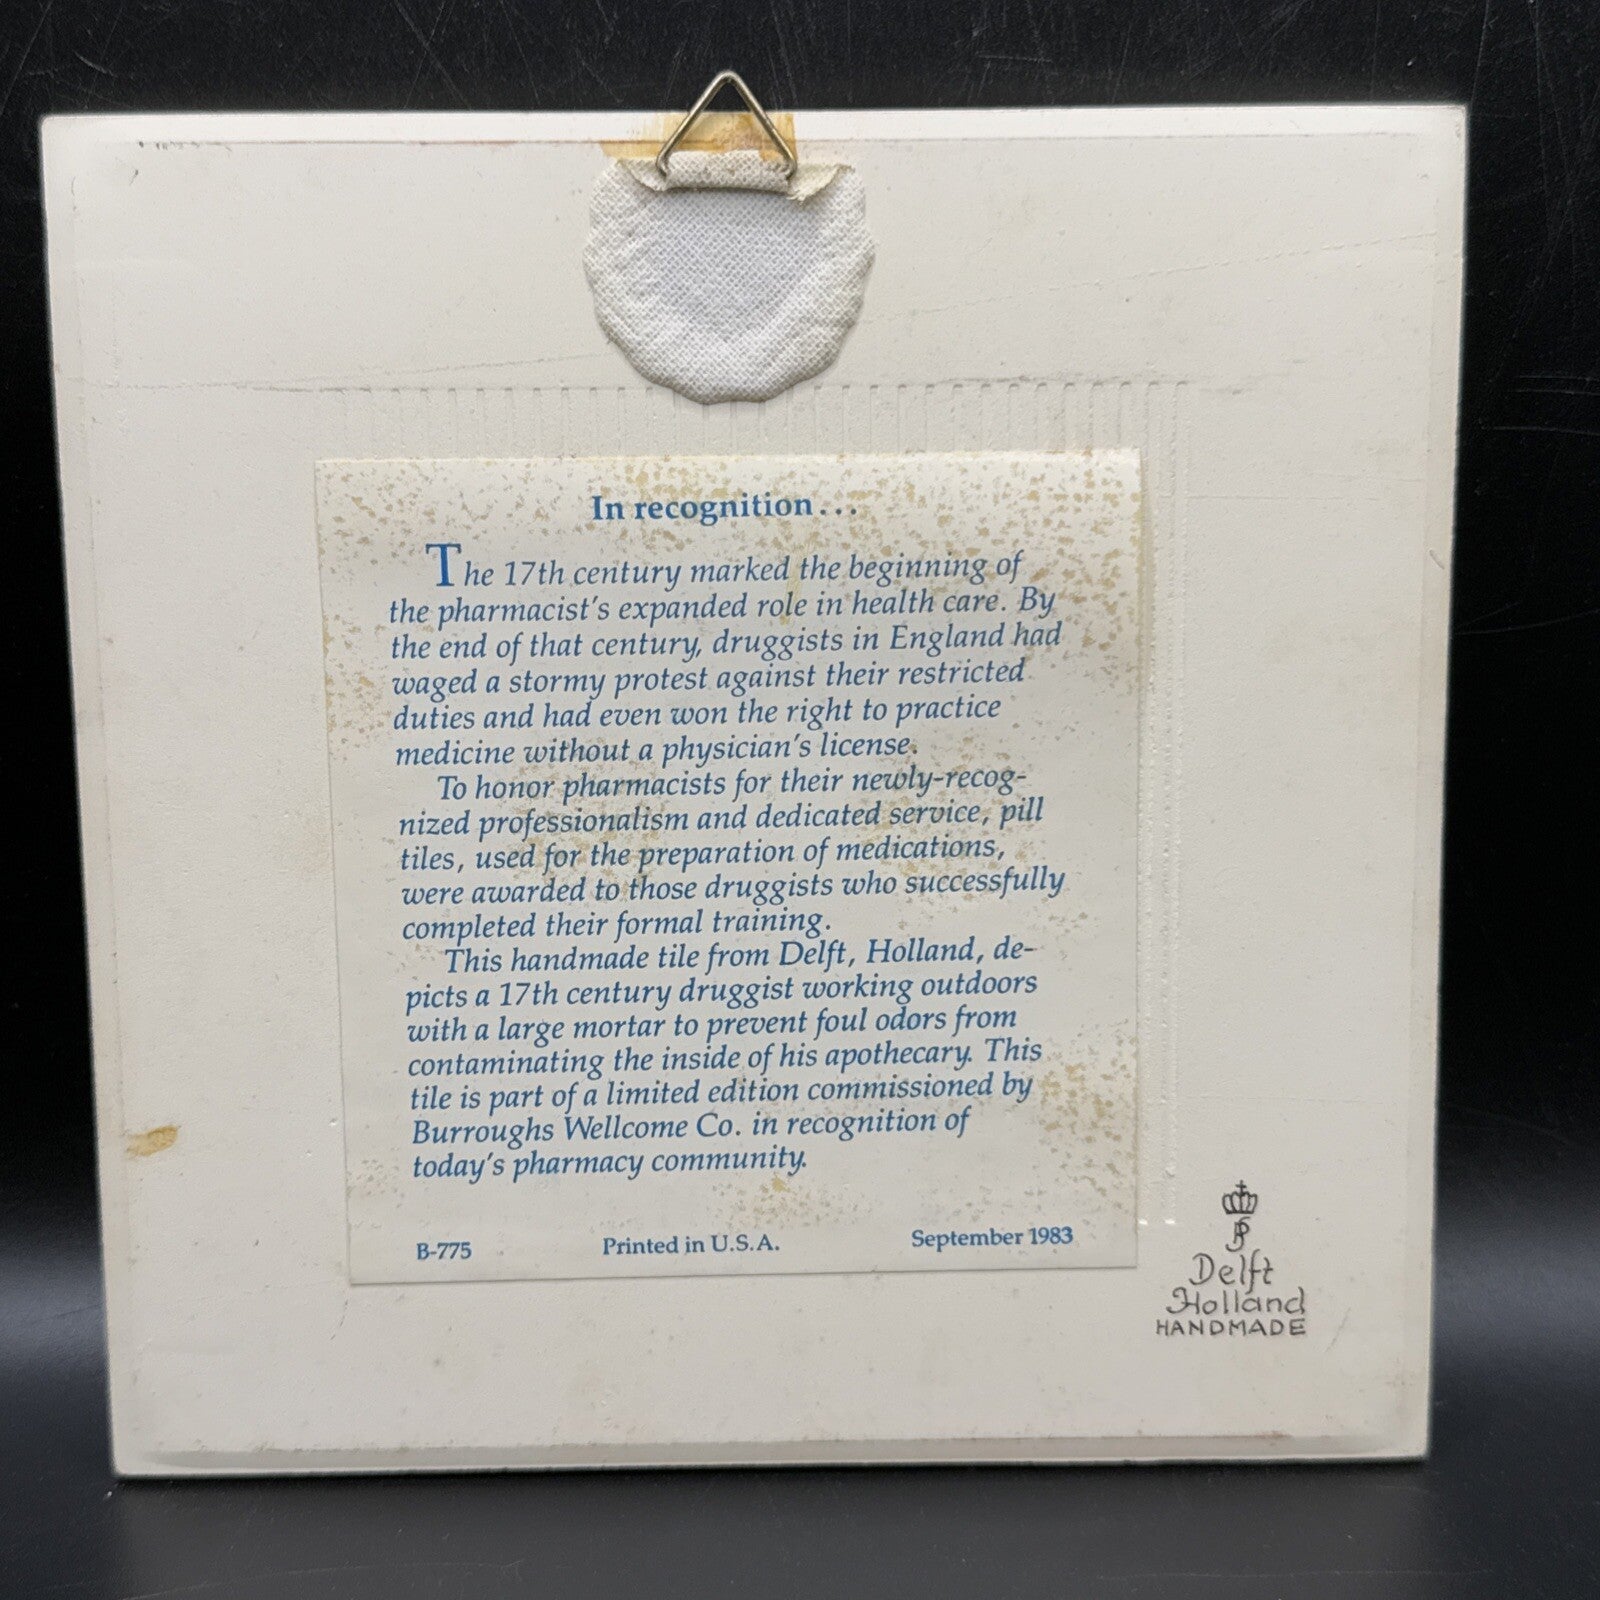 In recognition...
The 17th century marked the beginning of
the pharmacist's expanded role in health care. By
the end of that century, druggists in England had
waged a stormy protest against their restricted
duties and had even won the right to practice
medicine without a physician's license.
To honor pharmacists for their newly-recog-
nized professionalism and dedicated service, pill
tiles, used for the preparation of medications,
were awarded to those druggists who successfully
completed their formal training.
This handmade tile from Delft, Holland, de-
picts a 17th century druggist working outdoors
with a large mortar to prevent foul odors from
contaminating the inside of his apothecary. This
tile is part of a limited edition commissioned by
Burroughs Wellcome Co. in recognition of
today's pharmacy community.
B-775 Printed in U.S.A. September 1983
Delft
Holland
HANDMADE